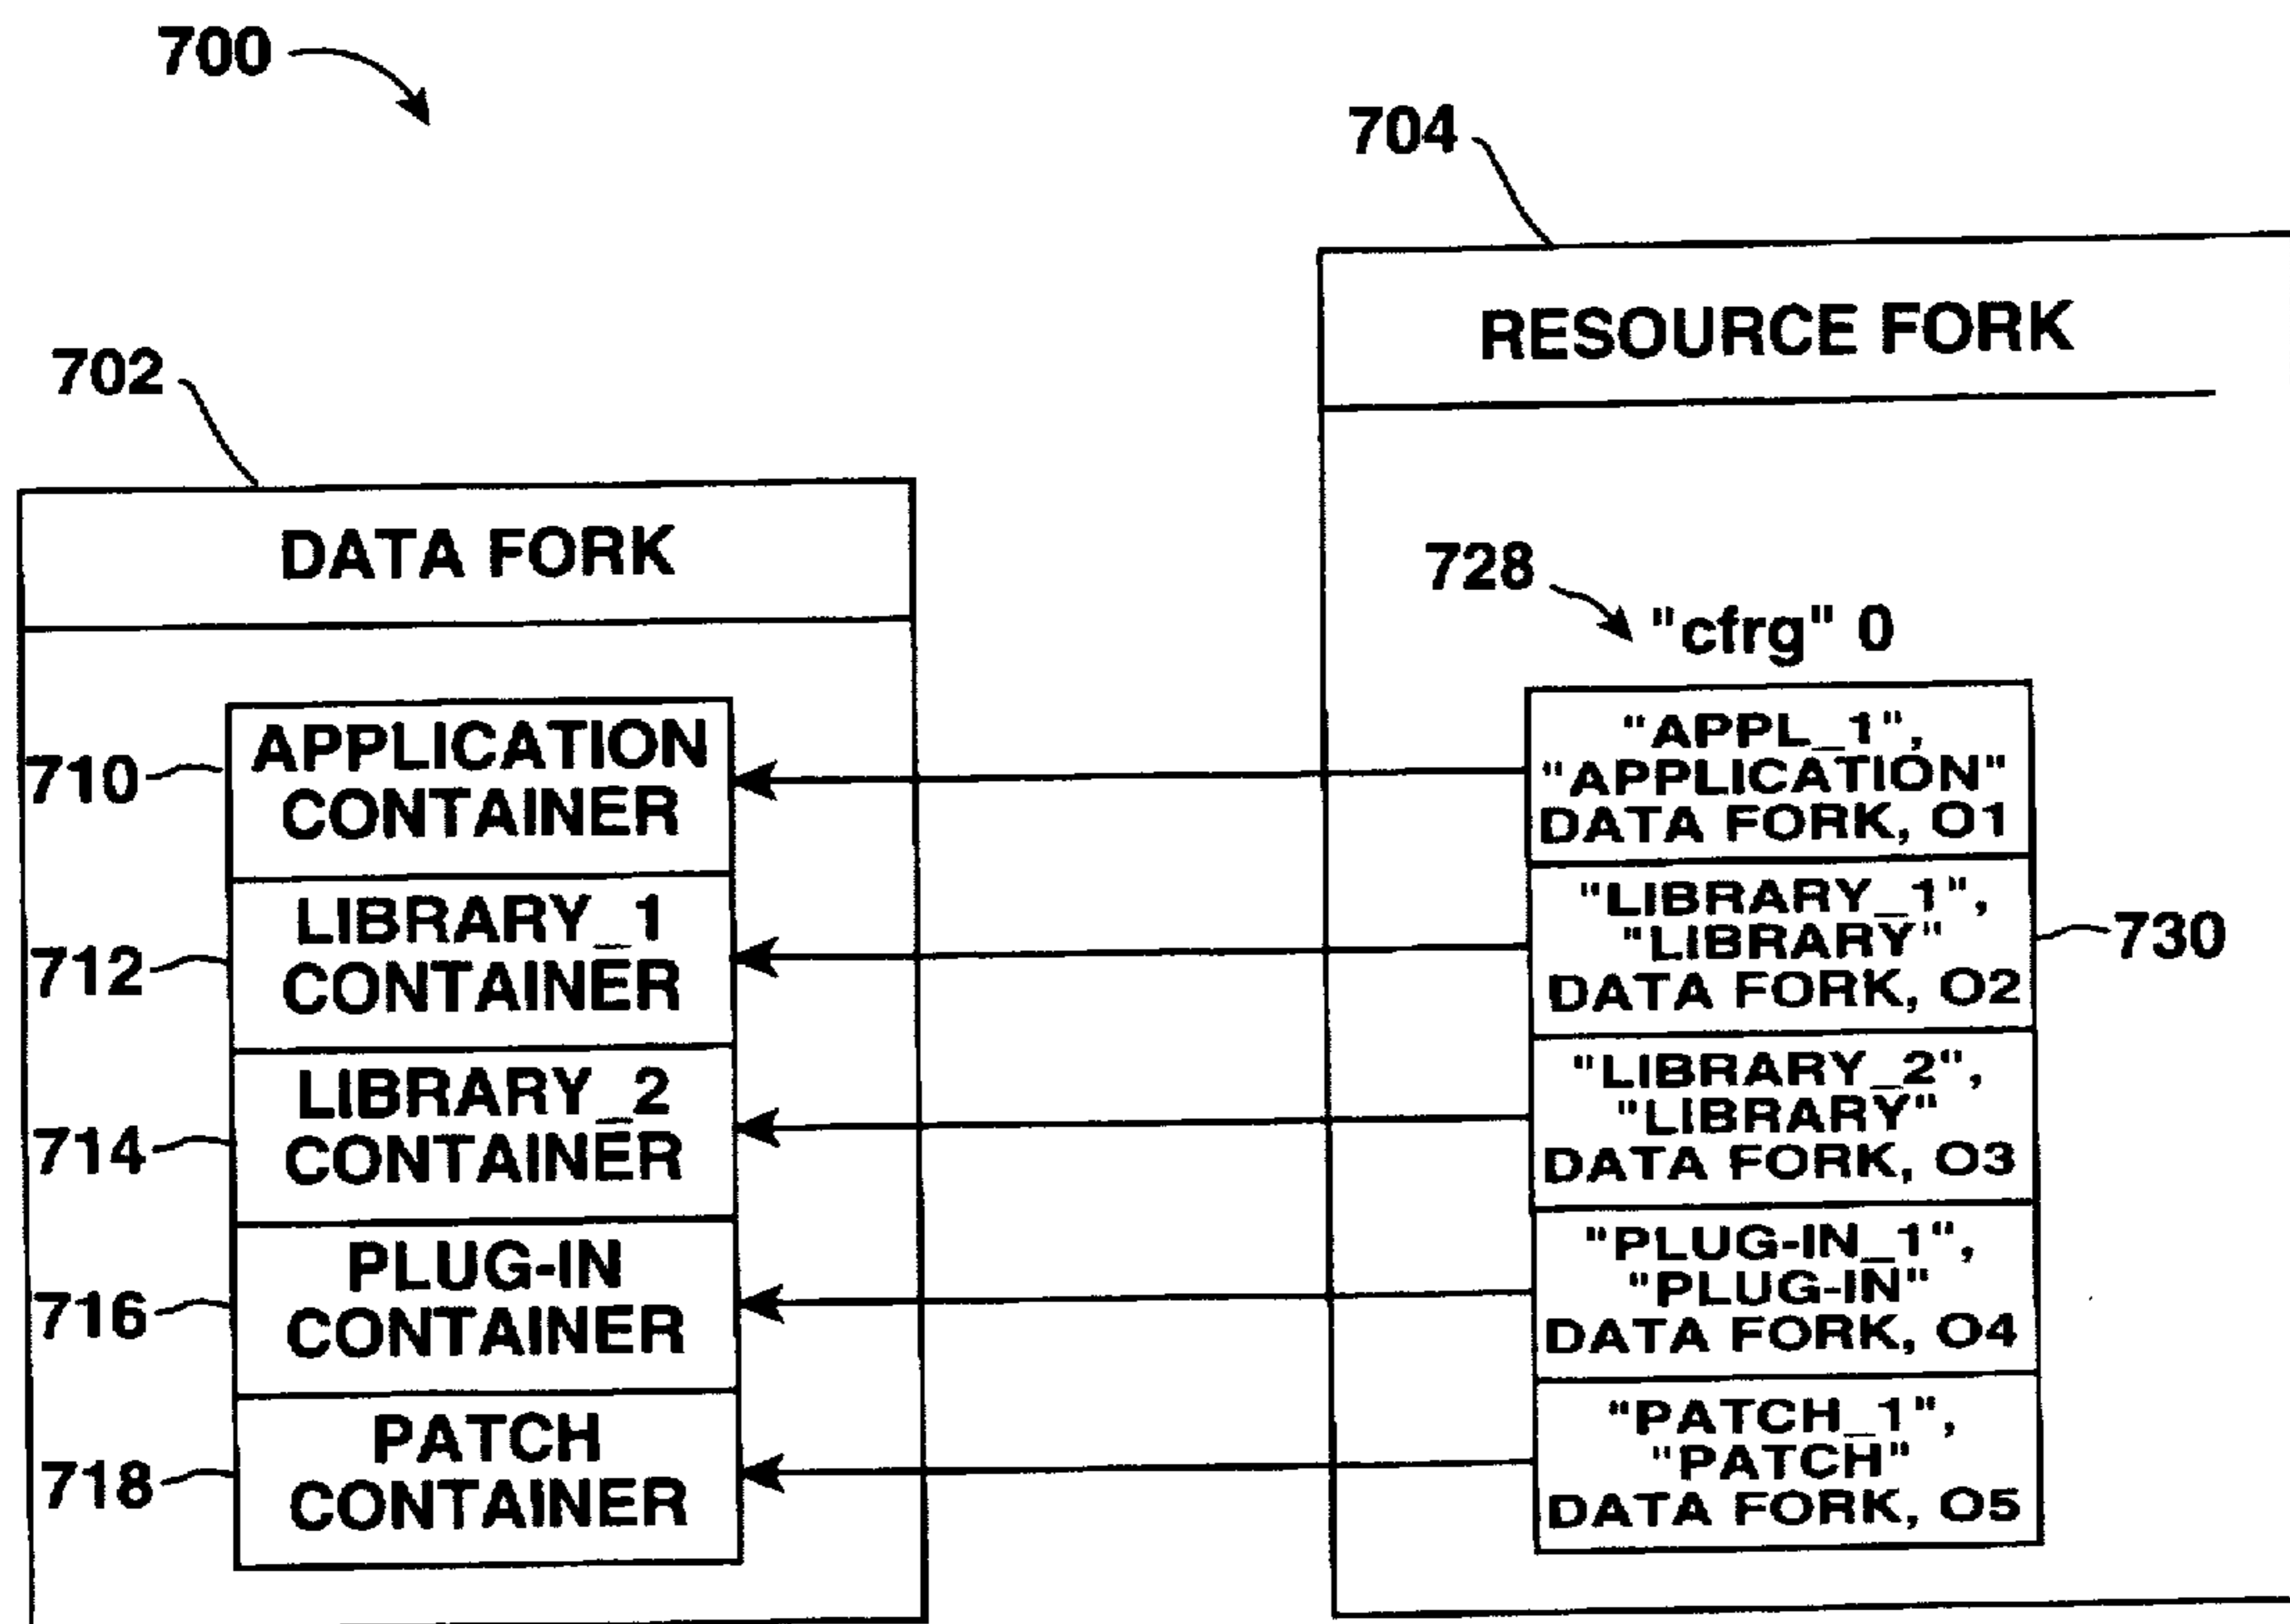 700
704
RESOURCE FORK
702
DATA FORK
728
"cfrg" 0
710
APPLICATION
CONTAINER
712
LIBRARY_1
CONTAINER
714
LIBRARY_2
CONTAINER
716
PLUG-IN
CONTAINER
718
PATCH
CONTAINER
"APPL_1",
"APPLICATION"
DATA FORK, O1
"LIBRARY_1",
"LIBRARY"
DATA FORK, O2
730
"LIBRARY_2",
"LIBRARY"
DATA FORK, O3
"PLUG-IN_1",
"PLUG-IN"
DATA FORK, O4
"PATCH_1",
"PATCH"
DATA FORK, O5